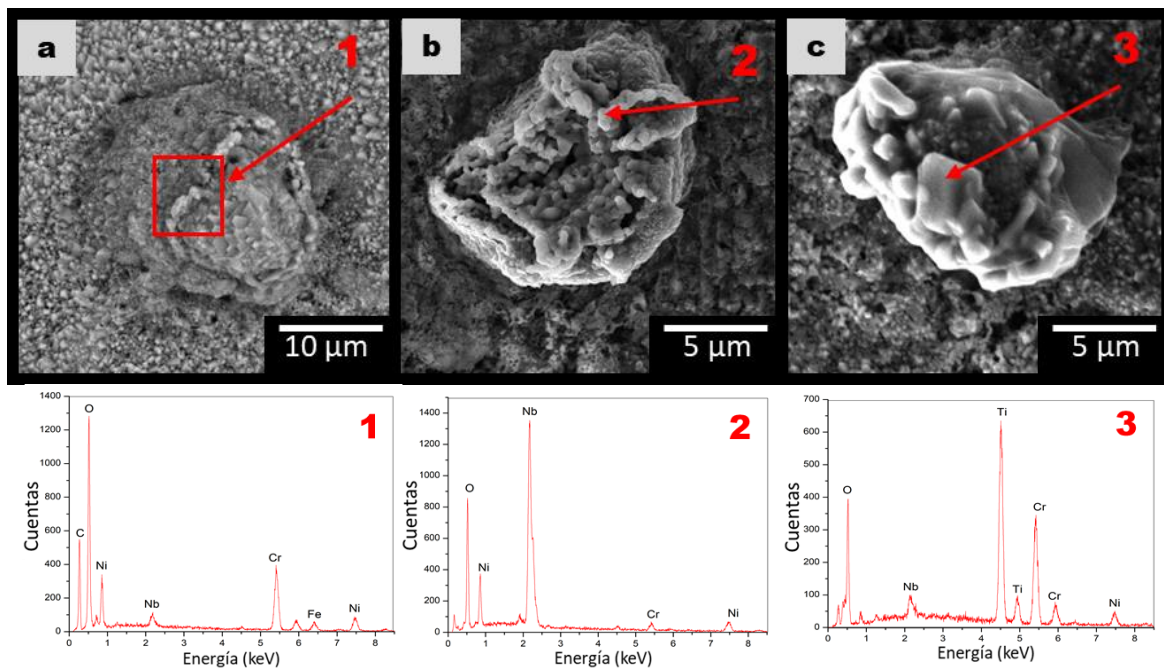 a
1
10 µm
b
2
5 µm
c
3
5 µm
1
1400
1200
1000
800
600
400
200
0
0 1 2 3 4 5 6 7 8
Cuentas
Energía (keV)
C
O
Ni
Nb
Cr
Fe
Ni
2
1400
1200
1000
800
600
400
200
0
0 1 2 3 4 5 6 7 8
Cuentas
Energía (keV)
O
Ni
Nb
Cr
Ni
3
700
600
500
400
300
200
100
0
0 1 2 3 4 5 6 7 8
Cuentas
Energía (keV)
O
Nb
Ti
Ti
Cr
Cr
Ni